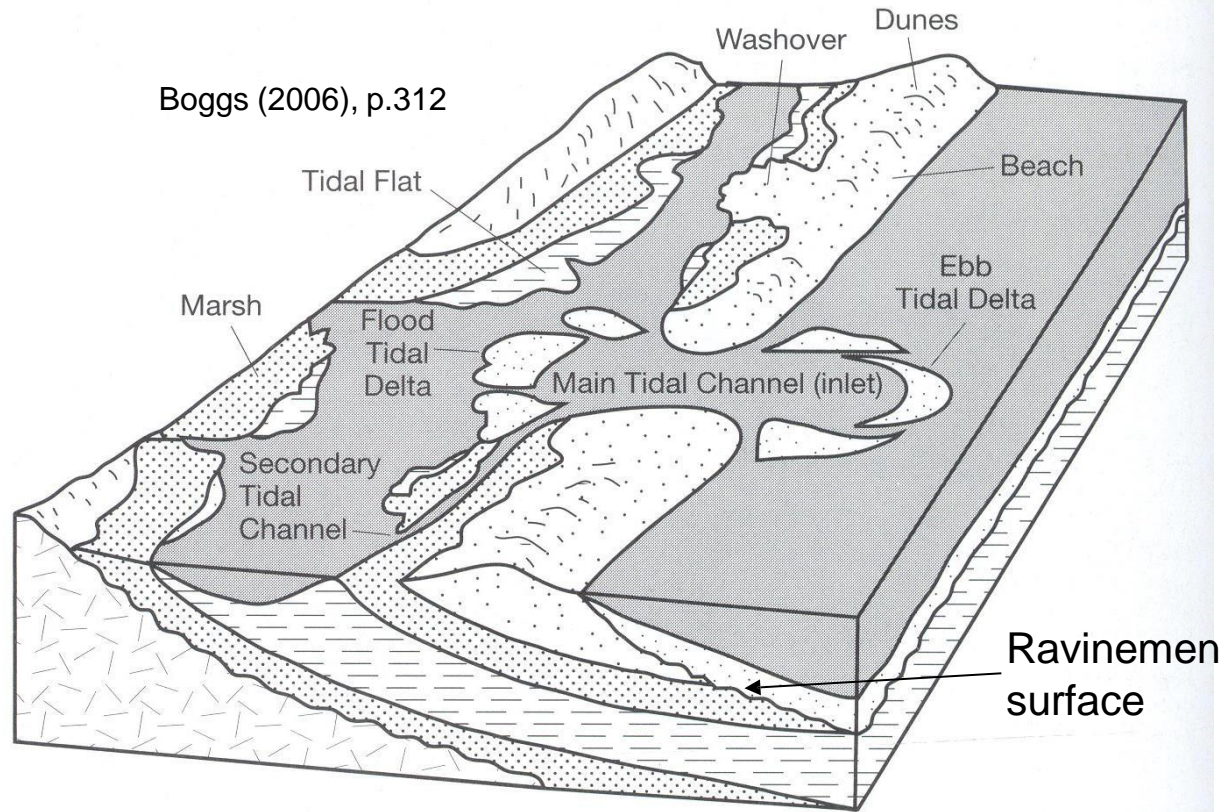 Dunes
Washover
Boggs (2006), p.312
Tidal Flat
Beach
Ebb
Tidal Delta
Marsh
Flood
Tidal
Delta
Main Tidal Channel (inlet)
Secondary
Tidal
Channel
Ravinemen
surface